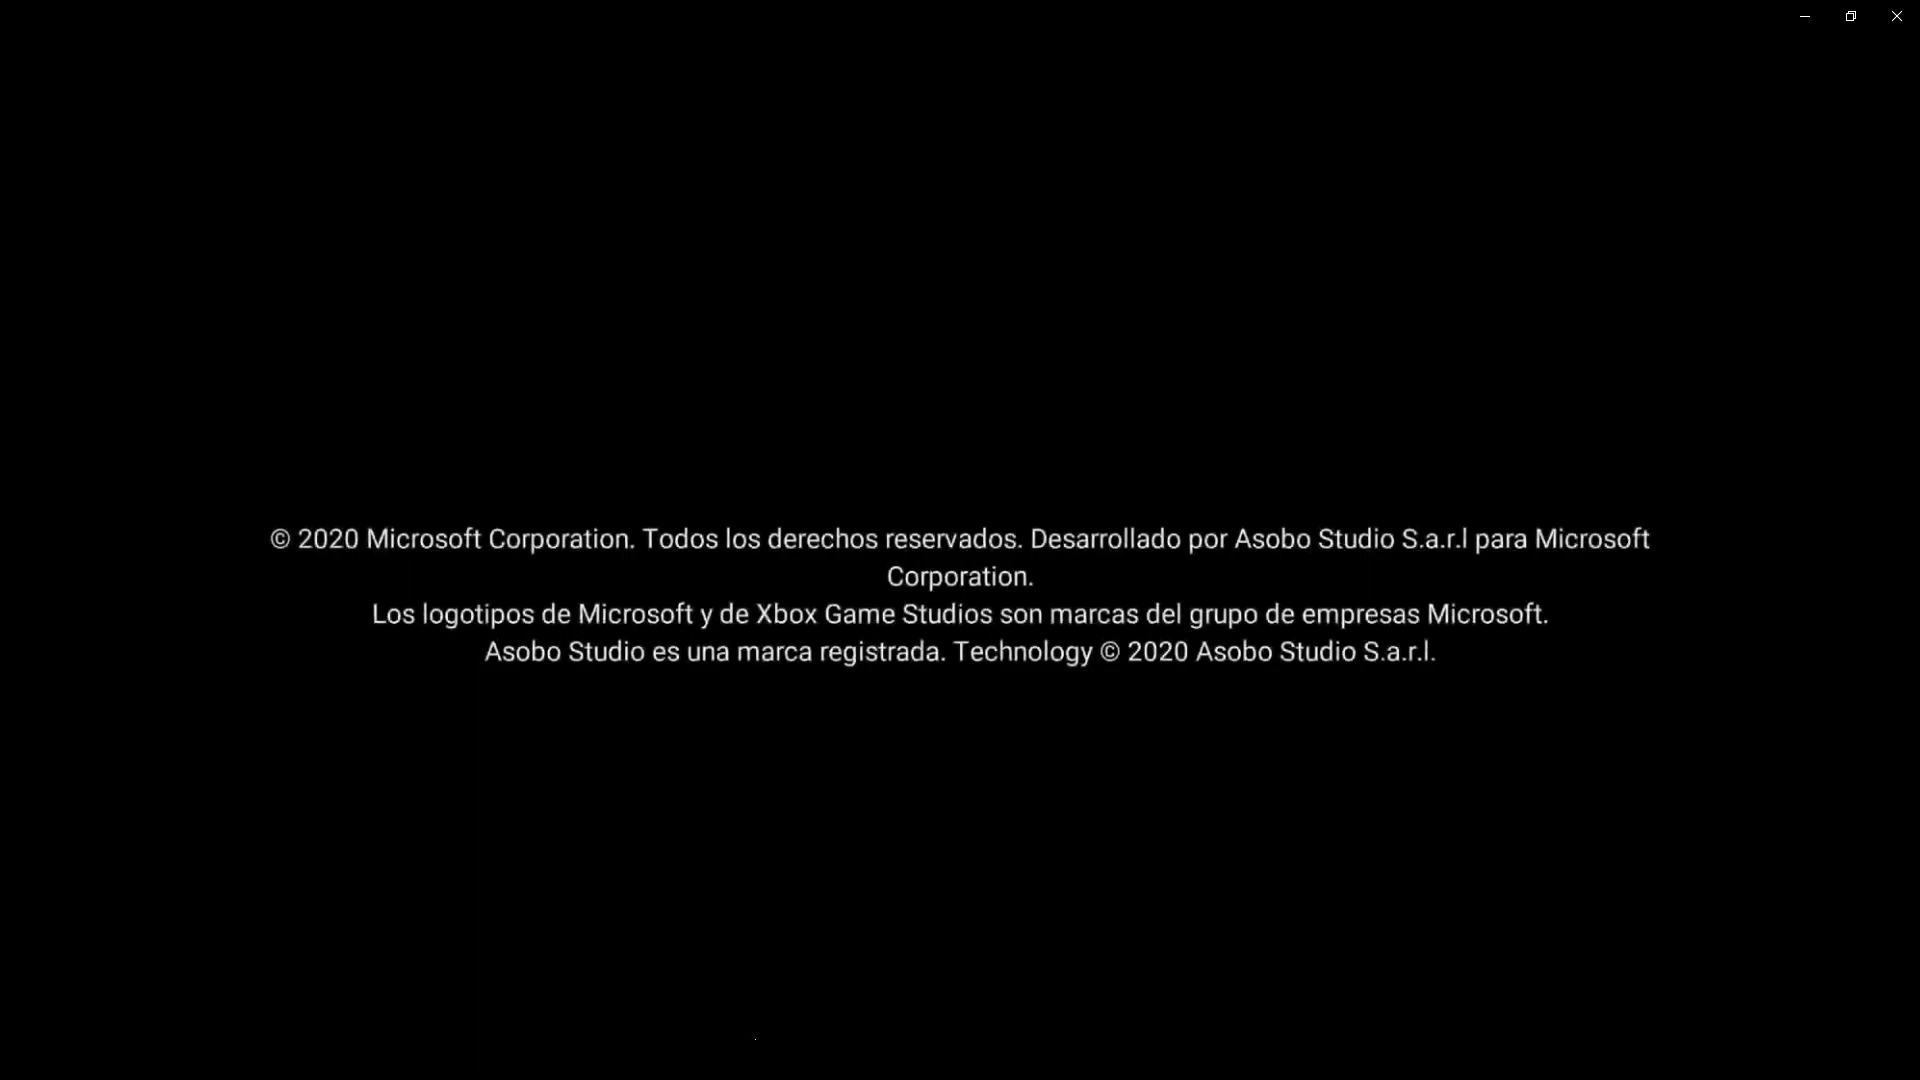 © 2020 Microsoft Corporation. Todos los derechos reservados. Desarrollado por Asobo Studio S.a.r.l para Microsoft
Corporation.
Los logotipos de Microsoft y de Xbox Game Studios son marcas del grupo de empresas Microsoft.
Asobo Studio es una marca registrada. Technology © 2020 Asobo Studio S.a.r.l.